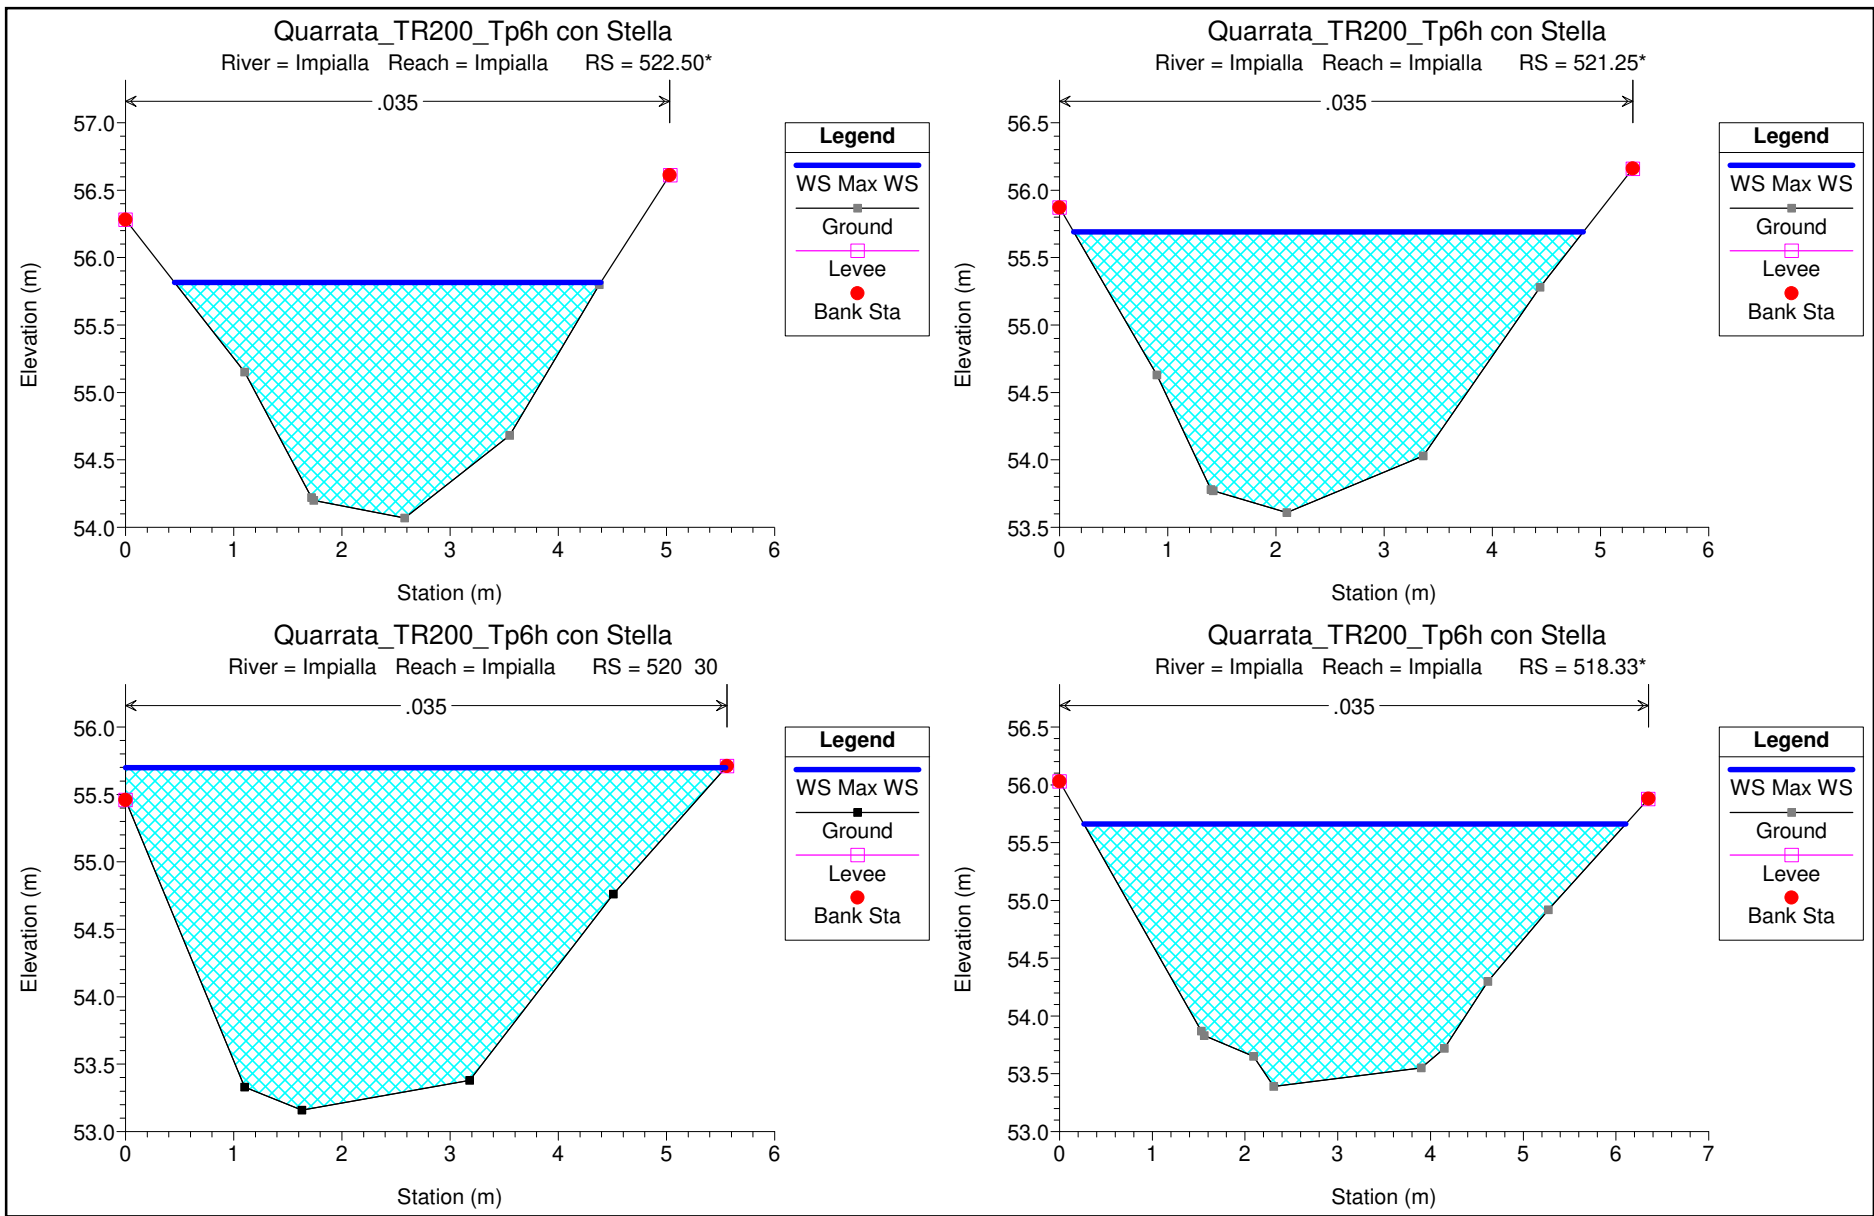 Quarrata_TR200_Tp6h con Stella
River = Impialla Reach = Impialla RS = 522.50*
.035
57.0
56.5
56.0
55.5
55.0
54.5
54.0
0 1 2 3 4 5 6
Elevation (m)
Station (m)
Legend
WS Max WS
Ground
Levee
Bank Sta
Quarrata_TR200_Tp6h con Stella
River = Impialla Reach = Impialla RS = 521.25*
.035
56.5
56.0
55.5
55.0
54.5
54.0
53.5
0 1 2 3 4 5 6
Elevation (m)
Station (m)
Legend
WS Max WS
Ground
Levee
Bank Sta
Quarrata_TR200_Tp6h con Stella
River = Impialla Reach = Impialla RS = 520 30
.035
56.0
55.5
55.0
54.5
54.0
53.5
53.0
0 1 2 3 4 5 6
Elevation (m)
Station (m)
Legend
WS Max WS
Ground
Levee
Bank Sta
Quarrata_TR200_Tp6h con Stella
River = Impialla Reach = Impialla RS = 518.33*
.035
56.5
56.0
55.5
55.0
54.5
54.0
53.5
53.0
0 1 2 3 4 5 6 7
Elevation (m)
Station (m)
Legend
WS Max WS
Ground
Levee
Bank Sta